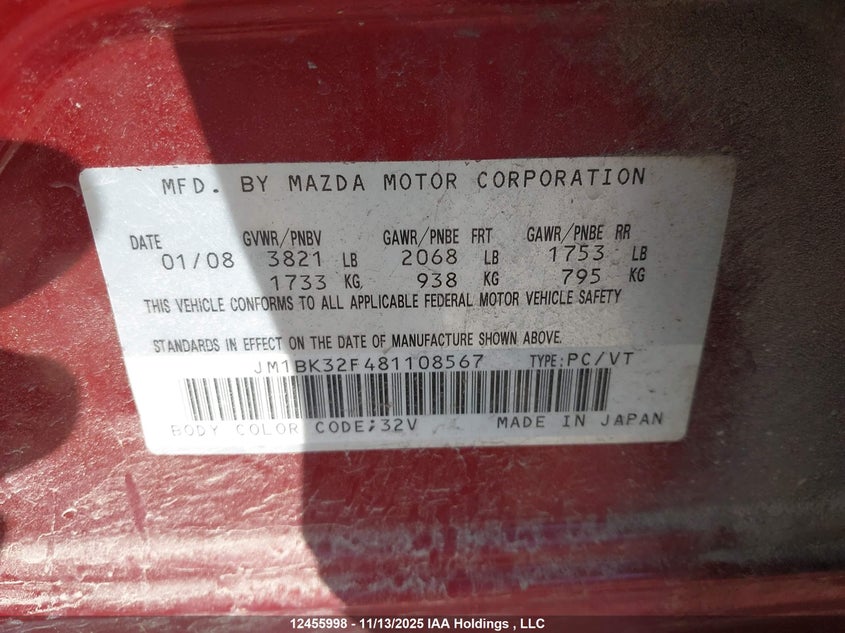 MFD. BY MAZDA MOTOR CORPORATION
DATE GVWR/PNBV GAWR/PNBE FRT GAWR/PNBE RR
01/08 3821 LB 2068 LB 1753 LB
1733 KG 938 KG 795 KG
THIS VEHICLE CONFORMS TO ALL APPLICABLE FEDERAL MOTOR VEHICLE SAFETY
STANDARDS IN EFFECT ON THE DATE OF MANUFACTURE SHOWN ABOVE.
JM1BK32F481108567 TYPE:PC/VT
BODY COLOR CODE;32V MADE IN JAPAN
12455998 - 11/13/2025 IAA Holdings , LLC